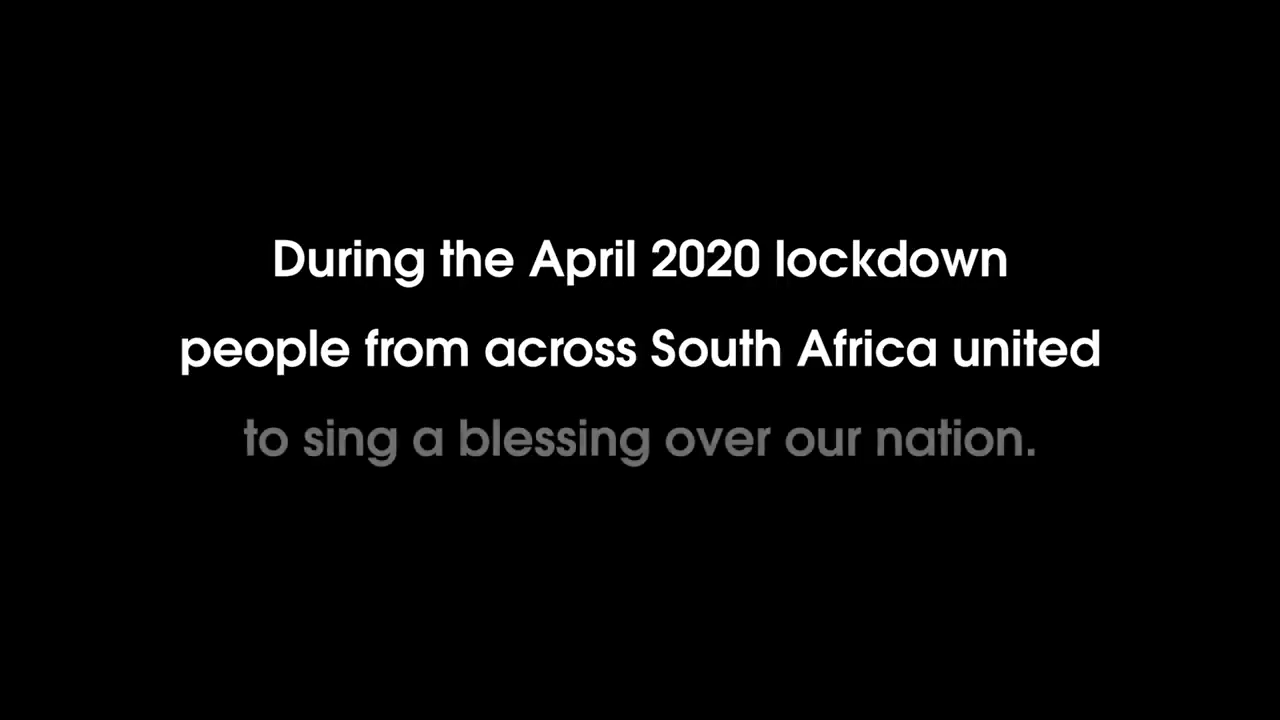 During the April 2020 lockdown
people from across South Africa united
to sing a blessing over our nation.